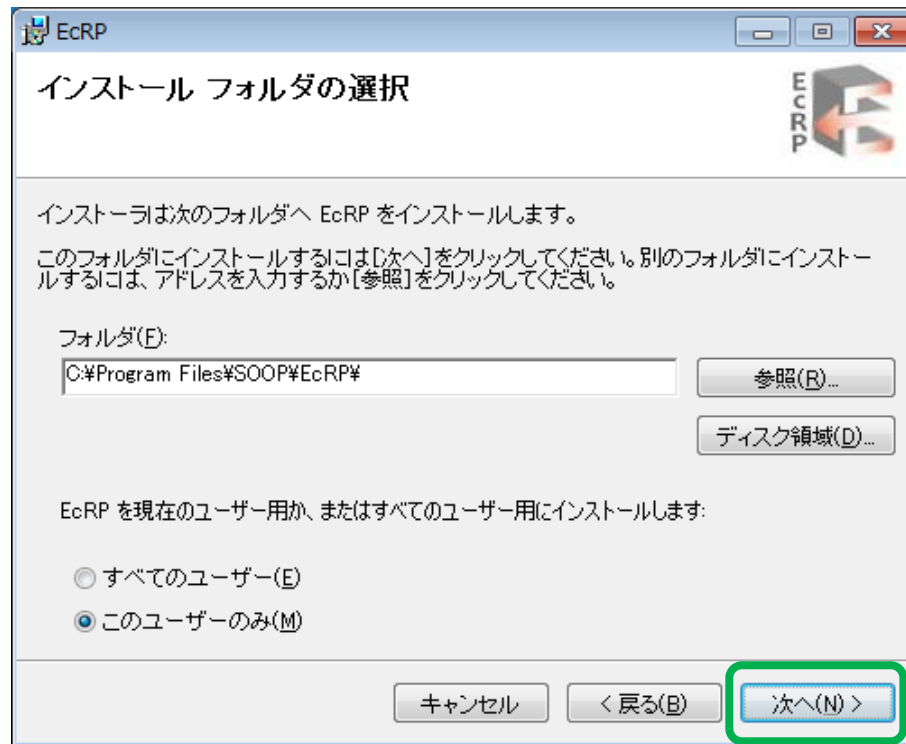 EcRP
インストール フォルダの選択
EcRP
インストーラは次のフォルダへ EcRP をインストールします。
このフォルダにインストールするには[次へ]をクリックしてください。別のフォルダにインストー
ルするには、アドレスを入力するか[参照]をクリックしてください。
フォルダ(F):
C:¥Program Files¥SOOP¥EcRP¥
参照(R)...
ディスク領域(D)...
EcRP を現在のユーザー用か、またはすべてのユーザー用にインストールします:
すべてのユーザー(E)
このユーザーのみ(M)
キャンセル
< 戻る(B)
次へ(N) >